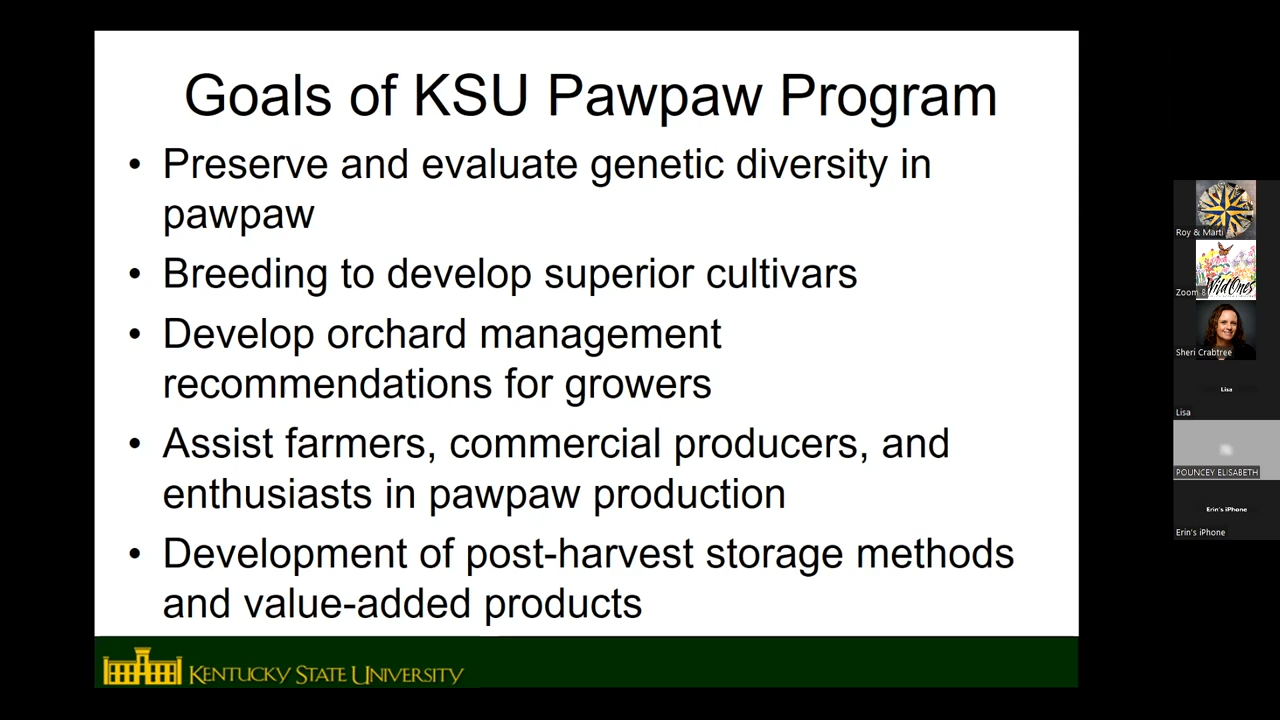 Goals of KSU Pawpaw Program
• Preserve and evaluate genetic diversity in
pawpaw
• Breeding to develop superior cultivars
• Develop orchard management
recommendations for growers
• Assist farmers, commercial producers, and
enthusiasts in pawpaw production
• Development of post-harvest storage methods
and value-added products
KENTUCKY STATE UNIVERSITY
Roy & Marti
Wild Ones
Zoom 8
Sheri Crabtree
Lisa
Lisa
POUNCEY ELISABETH
Erin's iPhone
Erin's iPhone